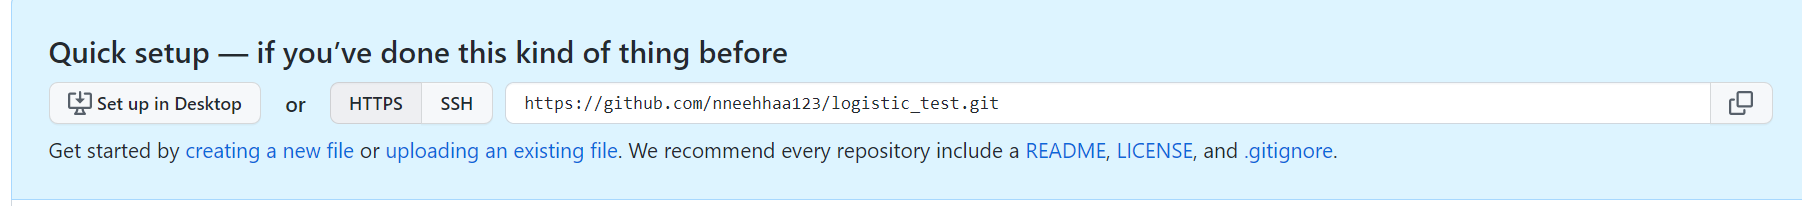 Quick setup — if you’ve done this kind of thing before
Set up in Desktop or HTTPS SSH https://github.com/nneehhaa123/logistic_test.git
Get started by creating a new file or uploading an existing file. We recommend every repository include a README, LICENSE, and .gitignore.